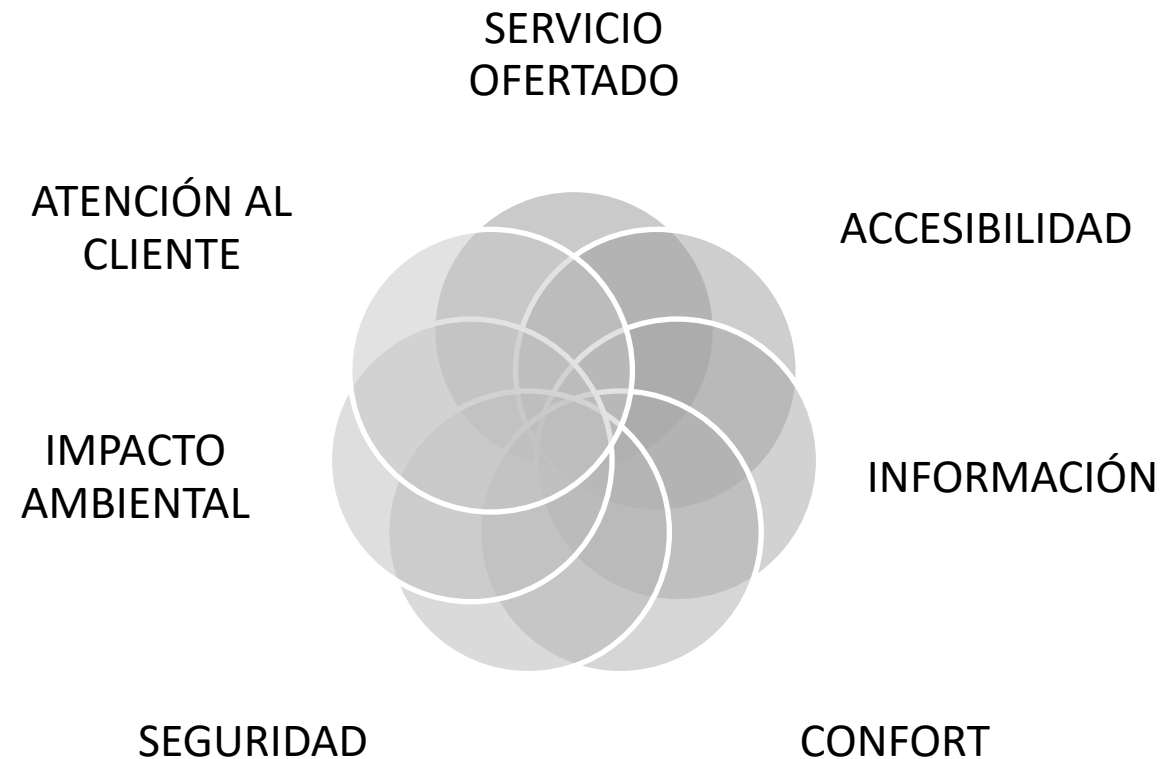 SERVICIO
OFERTADO
ATENCIÓN AL
CLIENTE
ACCESIBILIDAD
IMPACTO
AMBIENTAL
INFORMACIÓN
SEGURIDAD
CONFORT